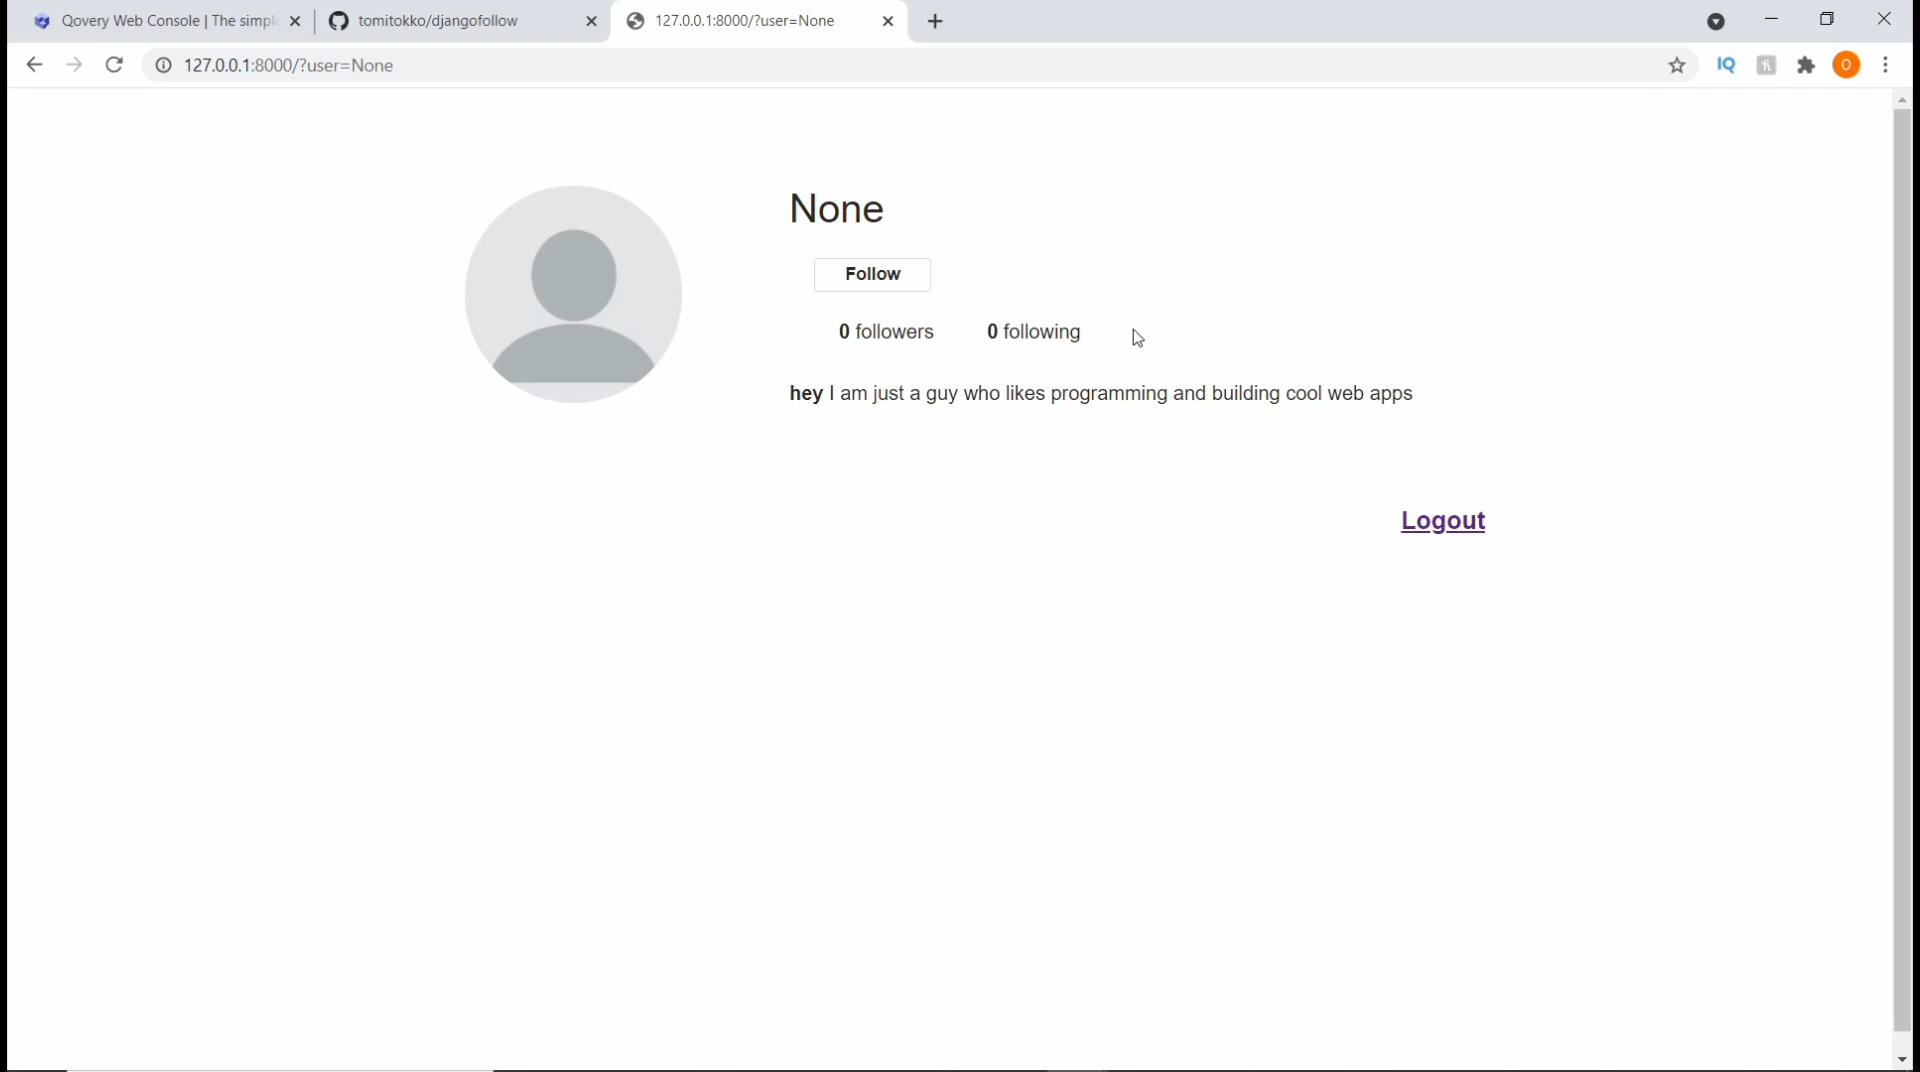 Qovery Web Console | The simpl
tomitokko/djangofollow
127.0.0.1:8000/?user=None
127.0.0.1:8000/?user=None
IQ
O
None
Follow
0 followers 0 following
hey I am just a guy who likes programming and building cool web apps
Logout